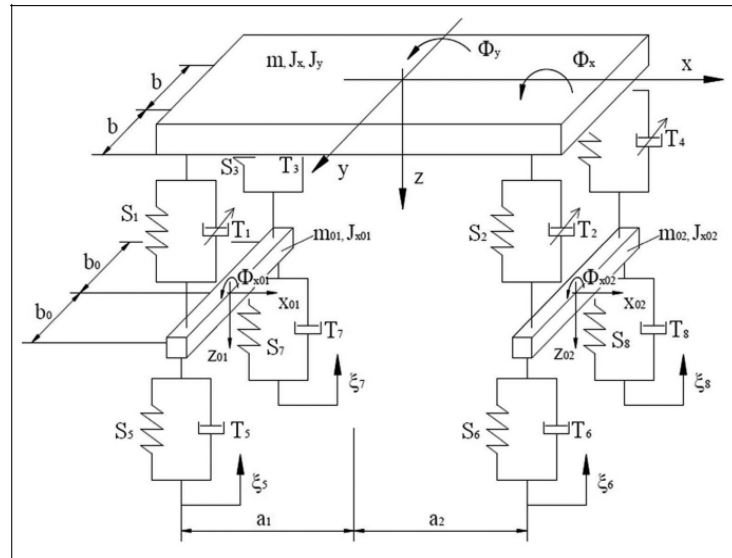 m, Jx, Jy
Φy
Φx
x
b
b
y
z
S3
T3
T4
S1
T1
S2
T2
m01, Jx01
m02, Jx02
b0
b0
Φx01
x01
z01
Φx02
x02
z02
S7
T7
S8
T8
ξ7
ξ8
S5
T5
S6
T6
ξ5
ξ6
a1
a2